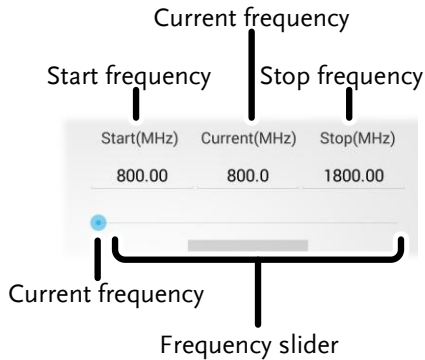 Current frequency
Start frequency Stop frequency
Start(MHz) Current(MHz) Stop(MHz)
800.00 800.0 1800.00
Current frequency
Frequency slider